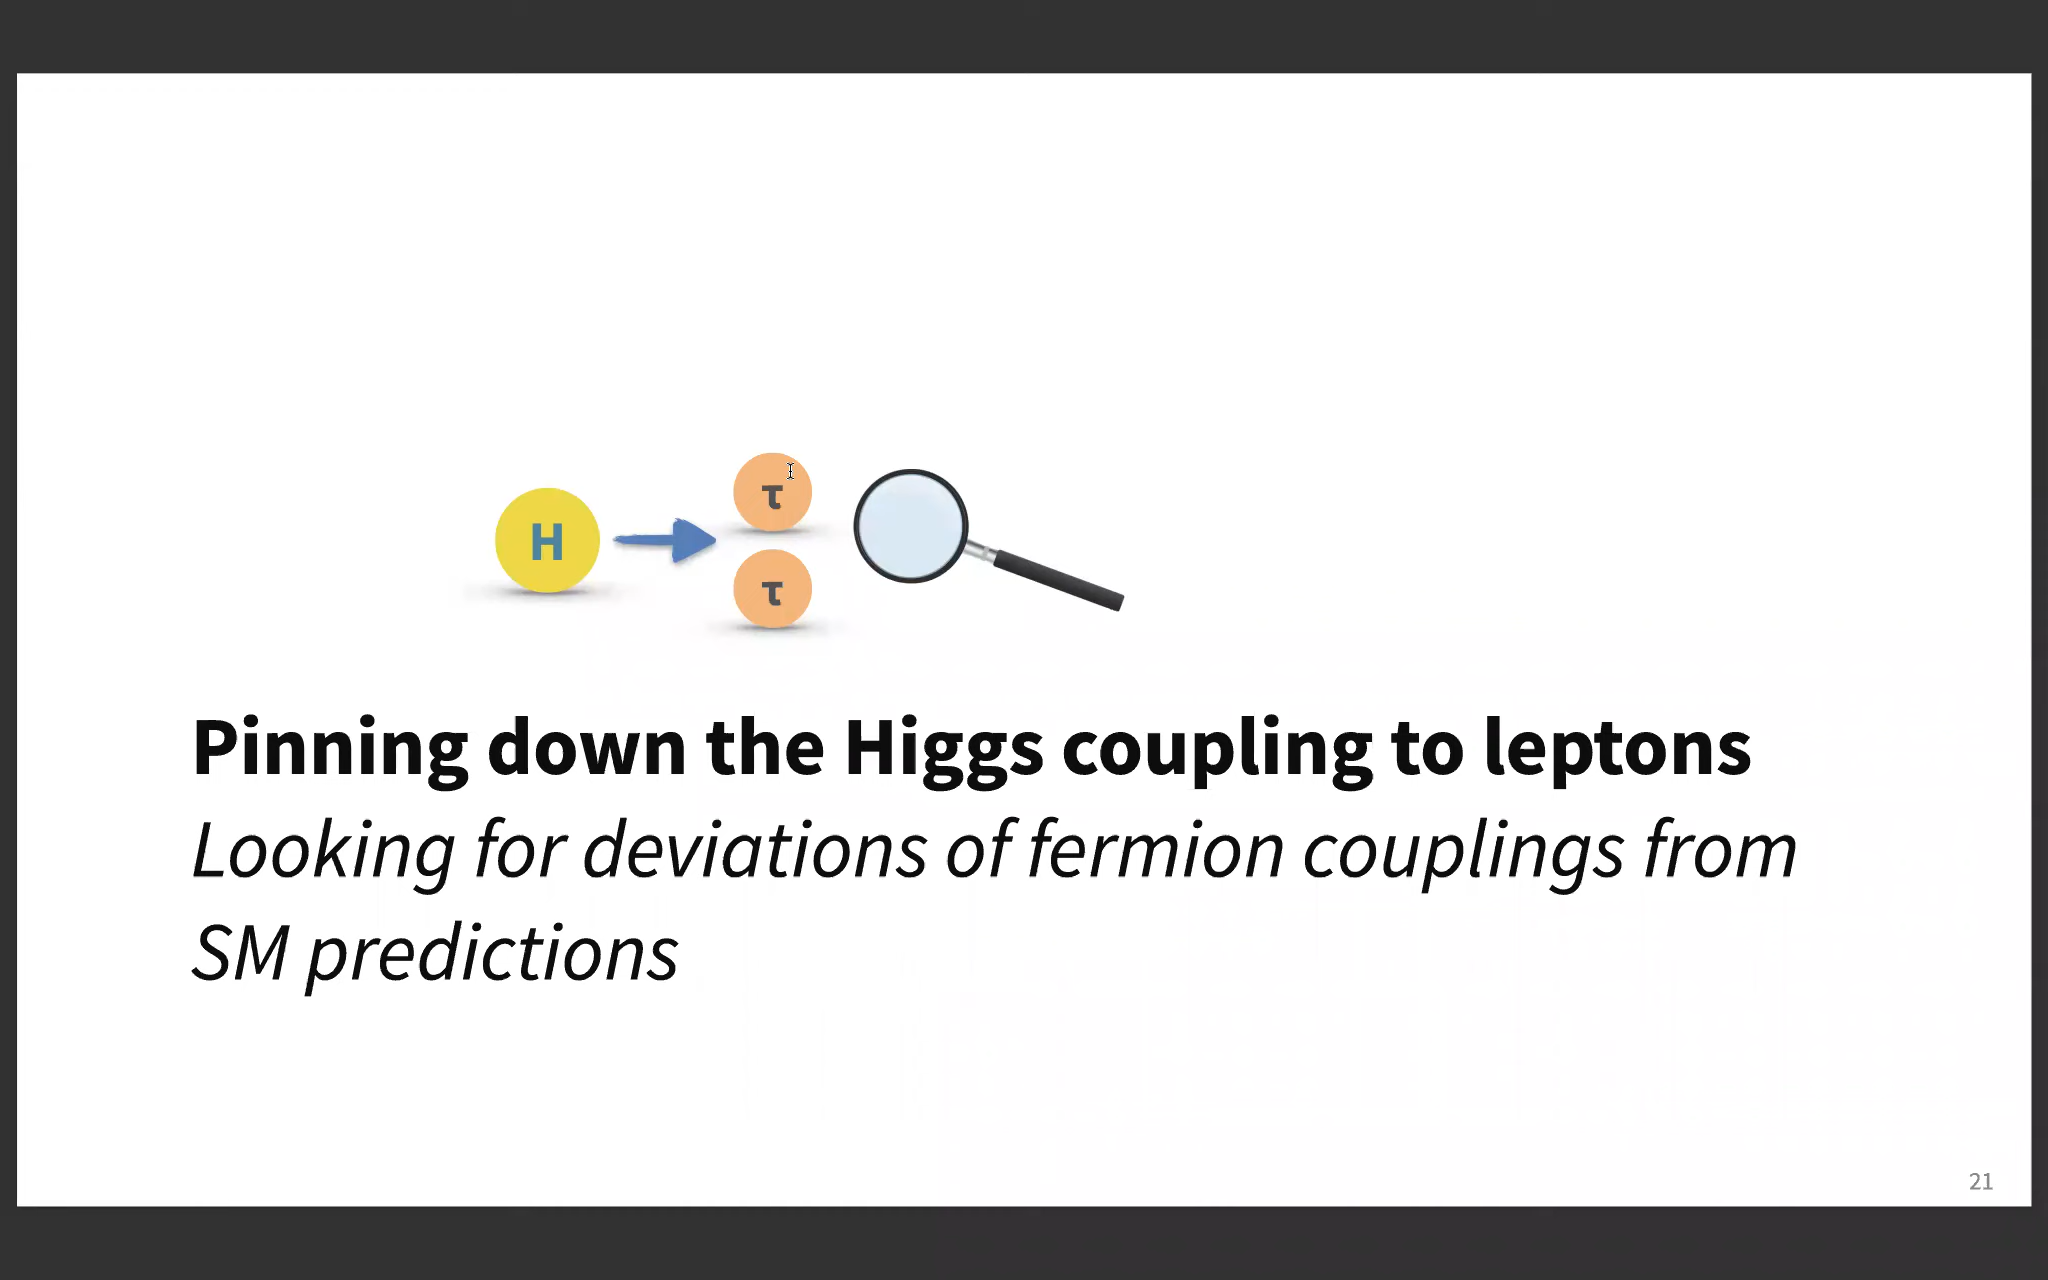 H
τ
τ
Pinning down the Higgs coupling to leptons
Looking for deviations of fermion couplings from
SM predictions
21